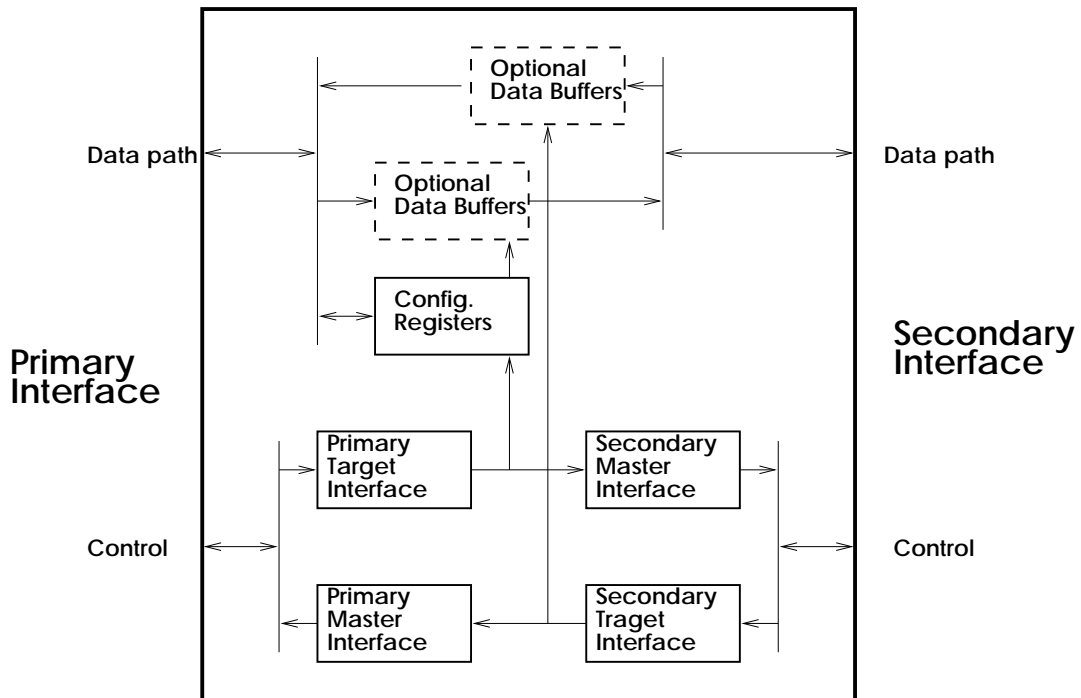 Optional
Data Buffers
Data path
Data path
Optional
Data Buffers
Config.
Registers
Primary
Interface
Secondary
Interface
Primary
Target
Interface
Secondary
Master
Interface
Control
Control
Primary
Master
Interface
Secondary
Traget
Interface